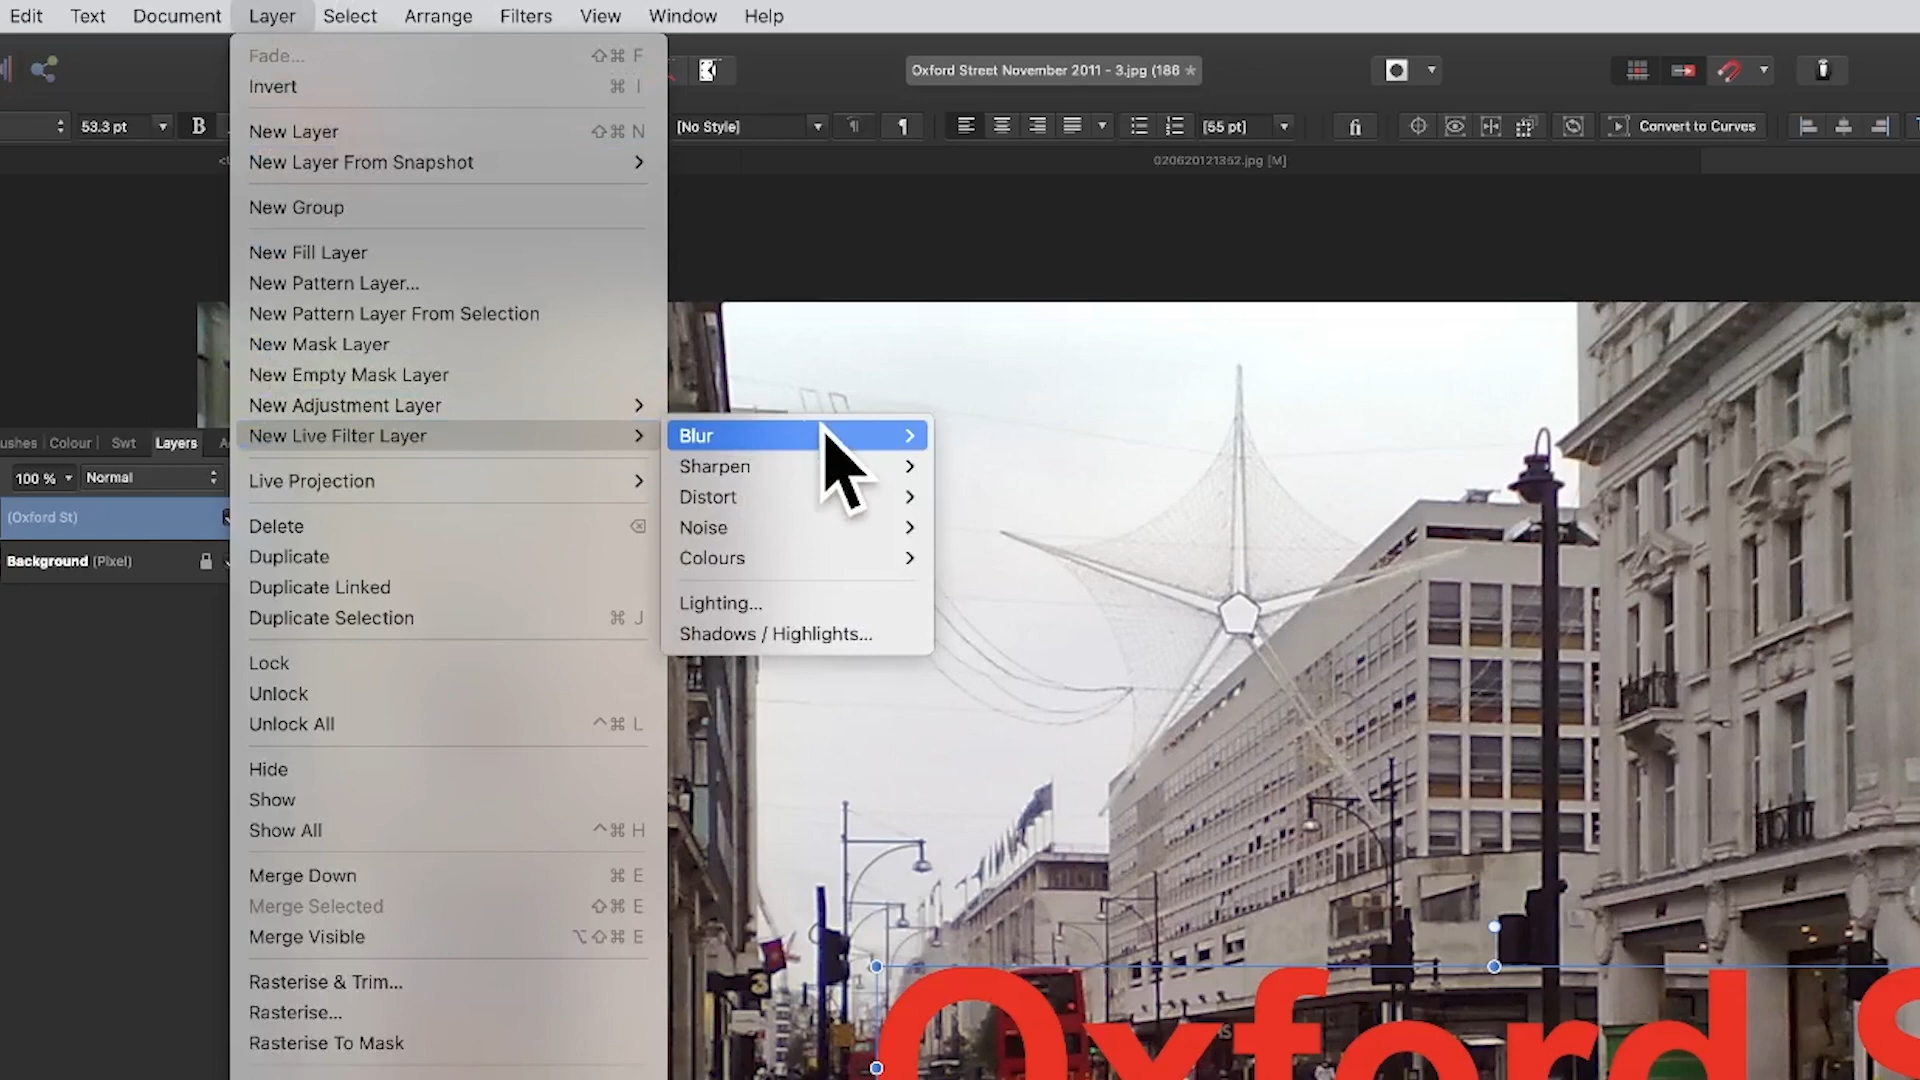 Edit Text Document Layer Select Arrange Filters View Window Help
Fade... ⇧⌘ F
Invert ⌘ I
Oxford Street November 2011 - 3.jpg (186 *
53.3 pt B [No Style] [55 pt] fi Convert to Curves
New Layer ⇧⌘ N
New Layer From Snapshot
020620121352.jpg [M]
New Group
New Fill Layer
New Pattern Layer...
New Pattern Layer From Selection
New Mask Layer
New Empty Mask Layer
New Adjustment Layer
New Live Filter Layer
Live Projection
Delete
Duplicate
Duplicate Linked
Duplicate Selection ⌘ J
Lock
Unlock
Unlock All ^⌘ L
Hide
Show
Show All ^⌘ H
Merge Down ⌘ E
Merge Selected ⇧⌘ E
Merge Visible ⌥⇧⌘ E
Rasterise & Trim...
Rasterise...
Rasterise To Mask
Blur
Sharpen
Distort
Noise
Colours
Lighting...
Shadows / Highlights...
ushes Colour Swt Layers
100 % Normal
(Oxford St)
Background (Pixel)
Oxford S